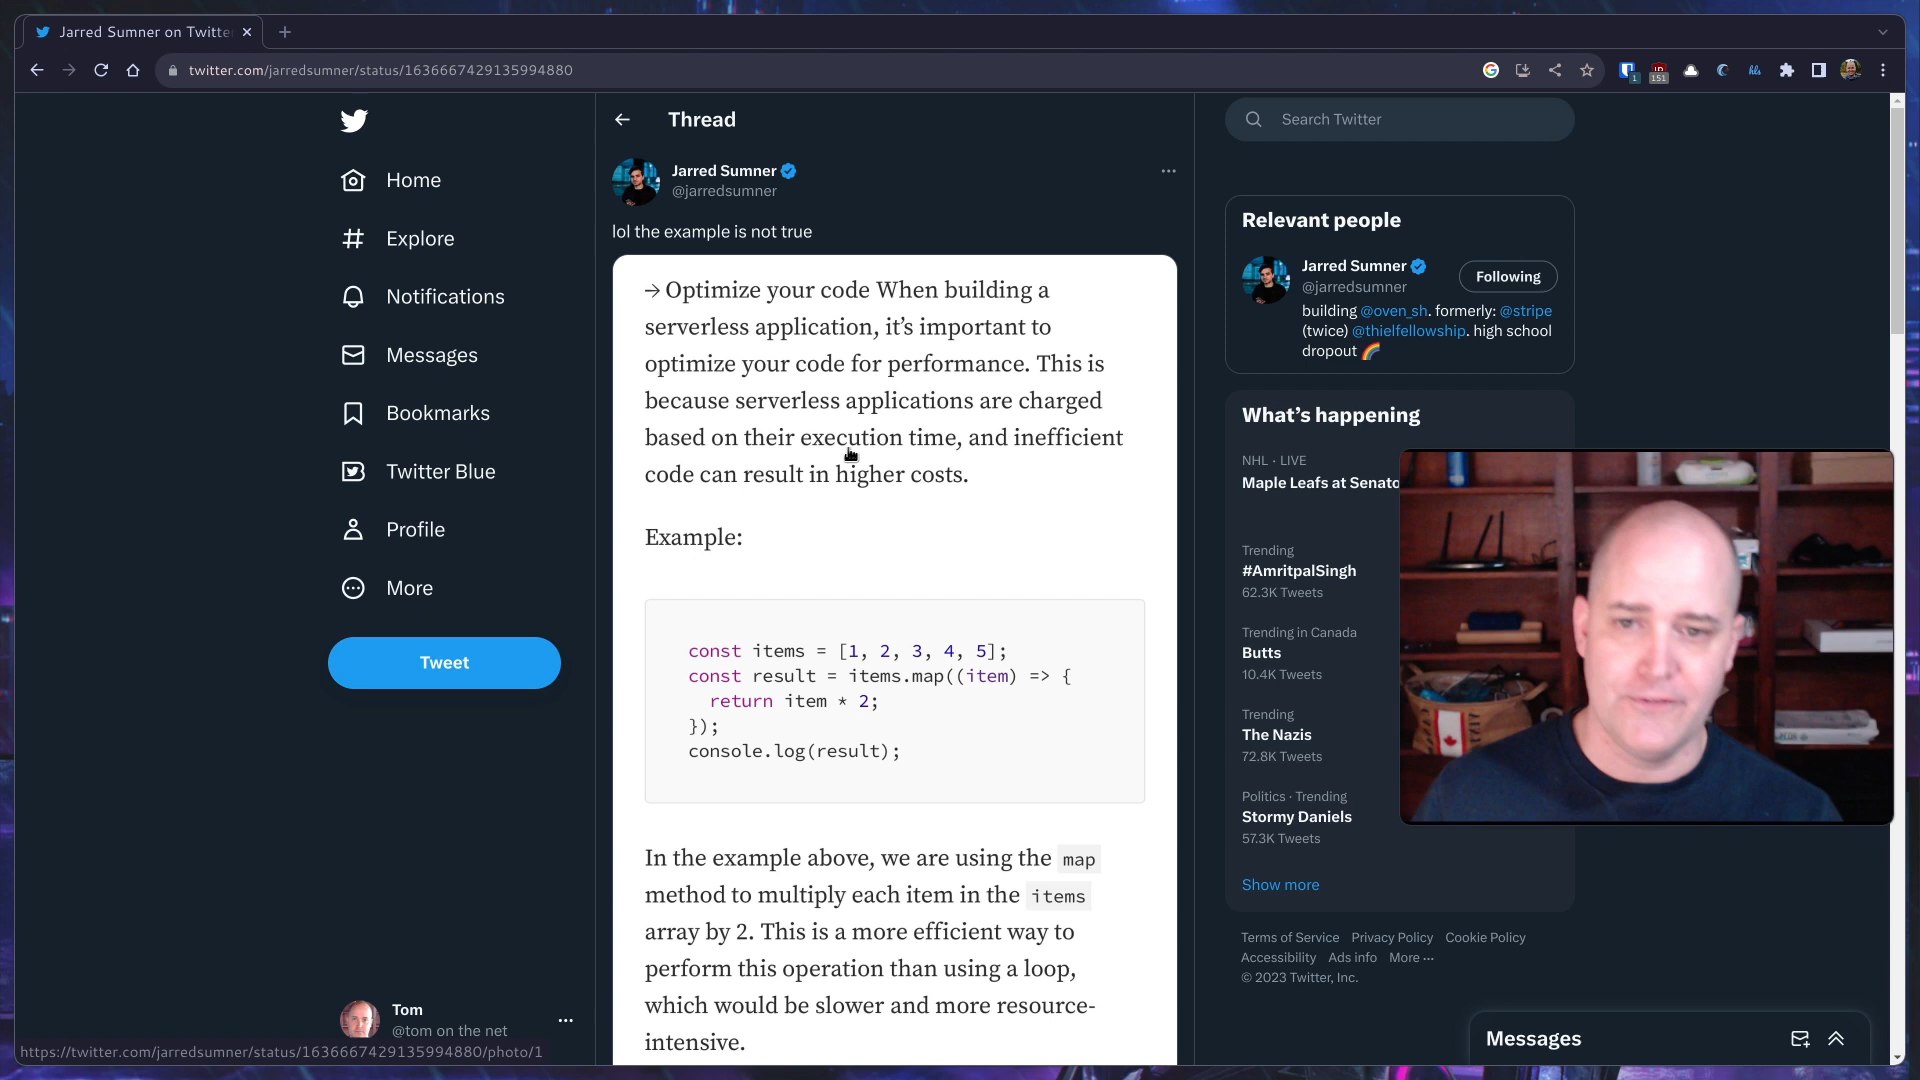 Jarred Sumner on Twitte
twitter.com/jarredsumner/status/1636667429135994880
1
151
hls
Home
Explore
Notifications
Messages
Bookmarks
Twitter Blue
Profile
More
Tweet
Tom
@tom on the net
https://twitter.com/jarredsumner/status/1636667429135994880/photo/1
Thread
Jarred Sumner
@jarredsumner
lol the example is not true
→ Optimize your code When building a
serverless application, it’s important to
optimize your code for performance. This is
because serverless applications are charged
based on their execution time, and inefficient
code can result in higher costs.
Example:
const items = [1, 2, 3, 4, 5];
const result = items.map((item) => {
return item * 2;
});
console.log(result);
In the example above, we are using the map
method to multiply each item in the items
array by 2. This is a more efficient way to
perform this operation than using a loop,
which would be slower and more resource-
intensive.
Search Twitter
Relevant people
Jarred Sumner
@jarredsumner
Following
building @oven_sh. formerly: @stripe
(twice) @thielfellowship. high school
dropout 🌈
What’s happening
NHL · LIVE
Maple Leafs at Senato
Trending
#AmritpalSingh
62.3K Tweets
Trending in Canada
Butts
10.4K Tweets
Trending
The Nazis
72.8K Tweets
Politics · Trending
Stormy Daniels
57.3K Tweets
Show more
Terms of Service Privacy Policy Cookie Policy
Accessibility Ads info More ···
© 2023 Twitter, Inc.
Messages